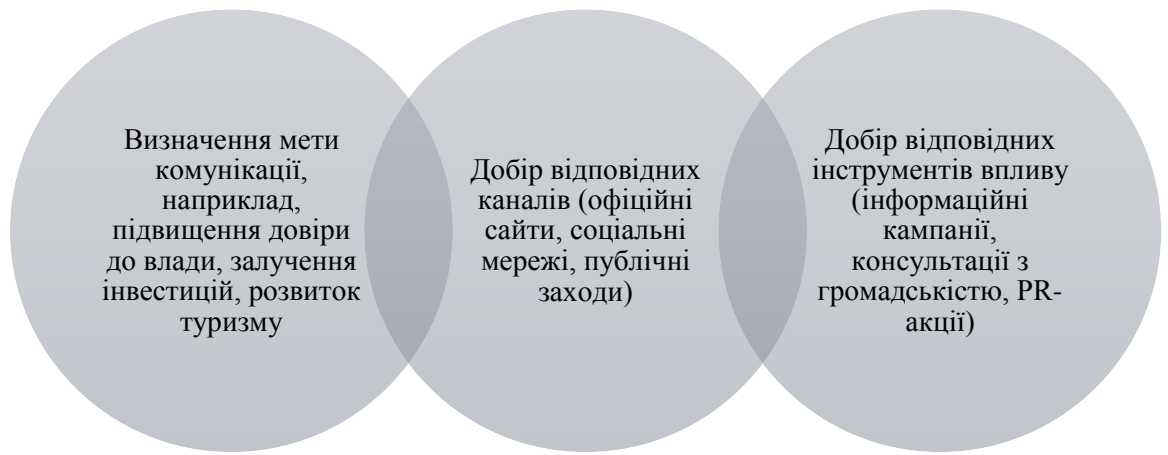 Визначення мети
комунікації,
наприклад,
підвищення довіри
до влади, залучення
інвестицій, розвиток
туризму
Добір відповідних
каналів (офіційні
сайти, соціальні
мережі, публічні
заходи)
Добір відповідних
інструментів впливу
(інформаційні
кампанії,
консультації з
громадськістю, PR-
акції)